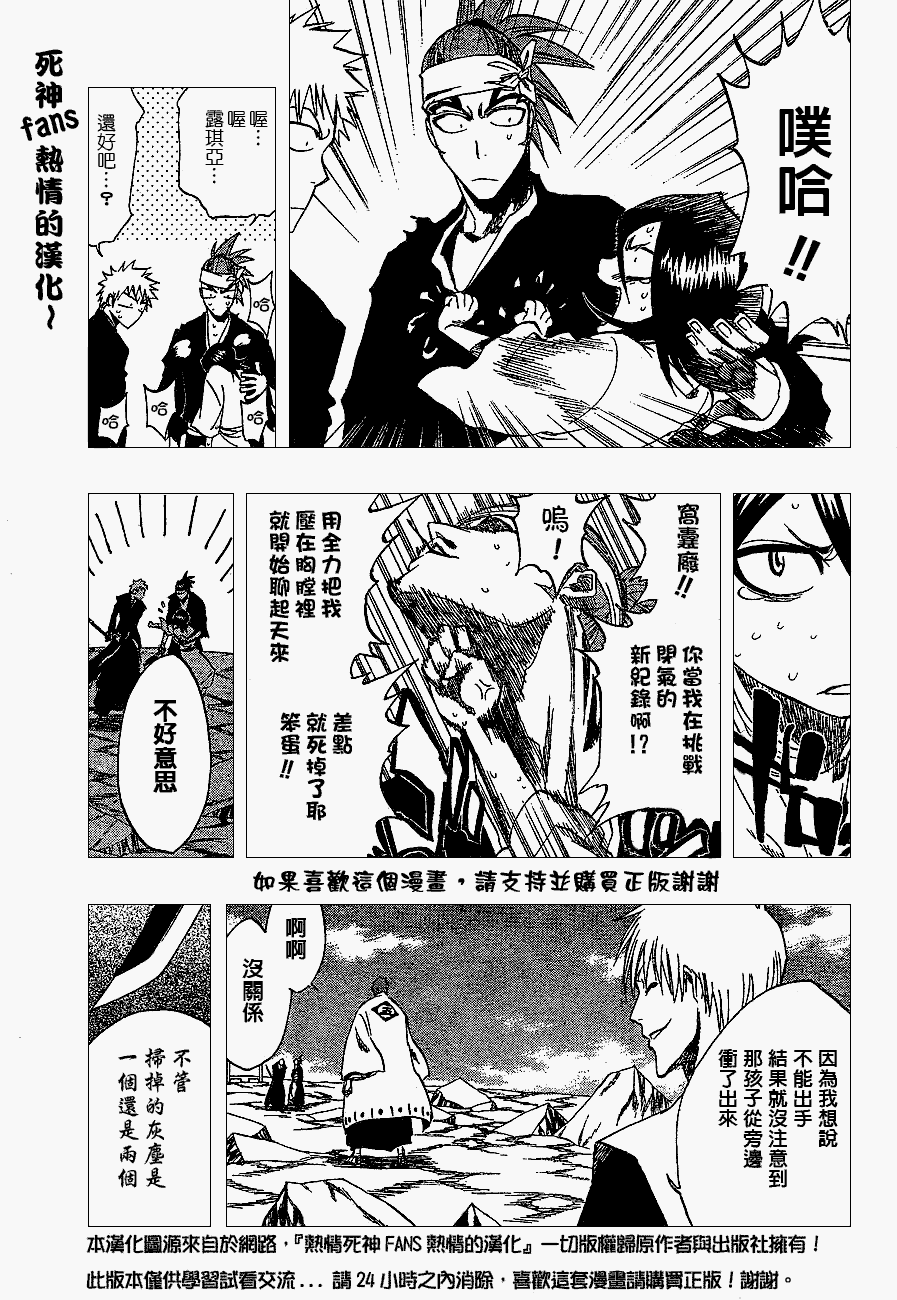 死神
fans
熱情的漢化～
噗哈!!
喔…
喔
露琪亞…
還好吧…?
哈
哈
哈
哈
窩囊廢!!
你當我在挑戰
閉氣的
新紀錄啊!?
嗚!
用全力把我
壓在胸膛裡
就開始聊起天來
差點
就死掉了耶
笨蛋!!
不好意思
如果喜歡這個漫畫，請支持並購買正版謝謝
因為我想說
不能出手
結果就沒注意到
那孩子從旁邊
衝了出來
啊啊
沒關係
不管
掃掉的灰塵是
一個還是兩個
本漢化圖源來自於網路，『熱情死神FANS熱情的漢化』一切版權歸原作者與出版社擁有！
此版本僅供學習試看交流... 請24小時之內消除，喜歡這套漫畫請購買正版！謝謝。